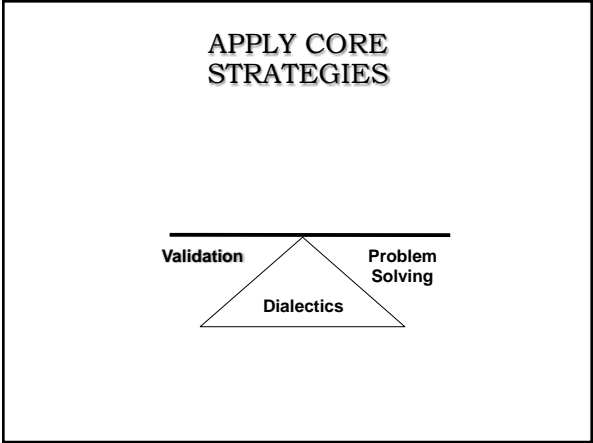 APPLY CORE
STRATEGIES
Validation
Problem
Solving
Dialectics